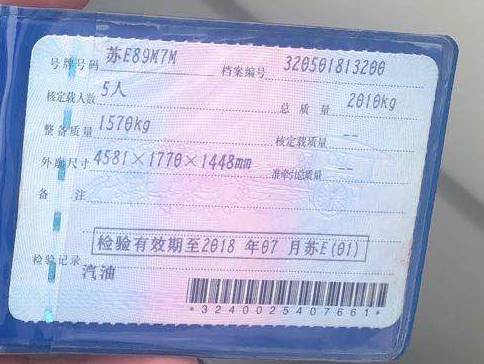 号牌号码 苏E89M7M 档案编号 320501813200
核定载人数 5人 总质量 2010kg
整备质量 1570kg 核定载质量 --
外廓尺寸 4581×1770×1448mm 准牵引总质量 --
备注
检验有效期至2018 年07 月苏E(01)
检验记录
汽油
*3240025407661*